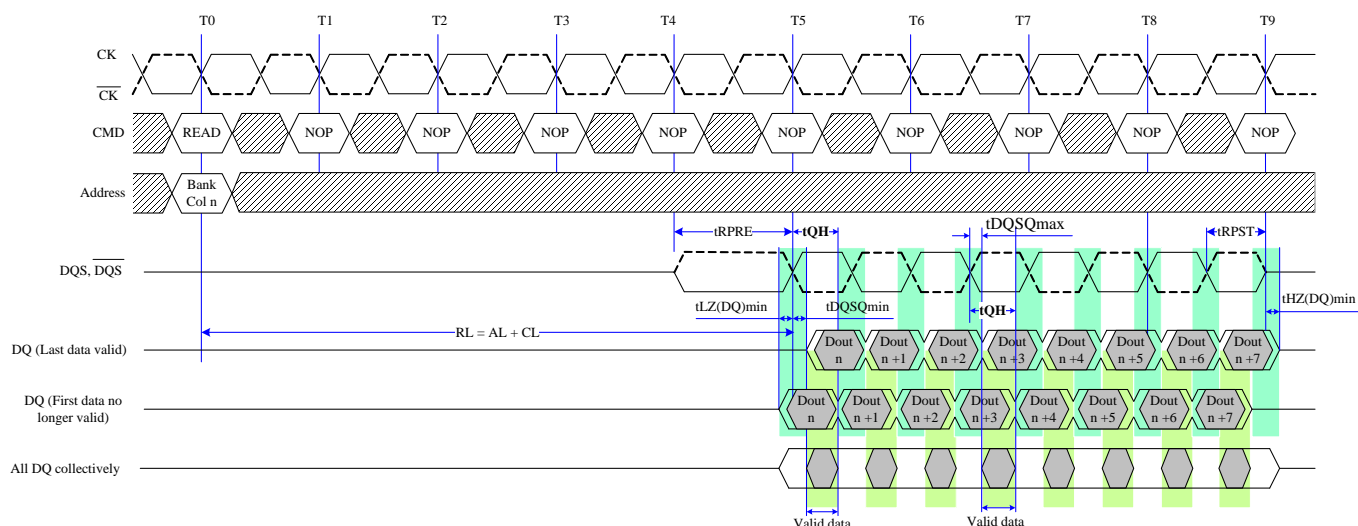 T0 T1 T2 T3 T4 T5 T6 T7 T8 T9
CK
CK
CMD READ NOP NOP NOP NOP NOP NOP NOP NOP NOP
Address Bank
Col n
tRPRE tQH tDQSQmax tRPST
DQS, DQS
tLZ(DQ)min tDQSQmin tQH tHZ(DQ)min
RL = AL + CL
DQ (Last data valid) Dout Dout Dout Dout Dout Dout Dout Dout
n n +1 n +2 n +3 n +4 n +5 n +6 n +7
DQ (First data no Dout Dout Dout Dout Dout Dout Dout Dout
longer valid) n n +1 n +2 n +3 n +4 n +5 n +6 n +7
All DQ collectively
Valid data Valid data